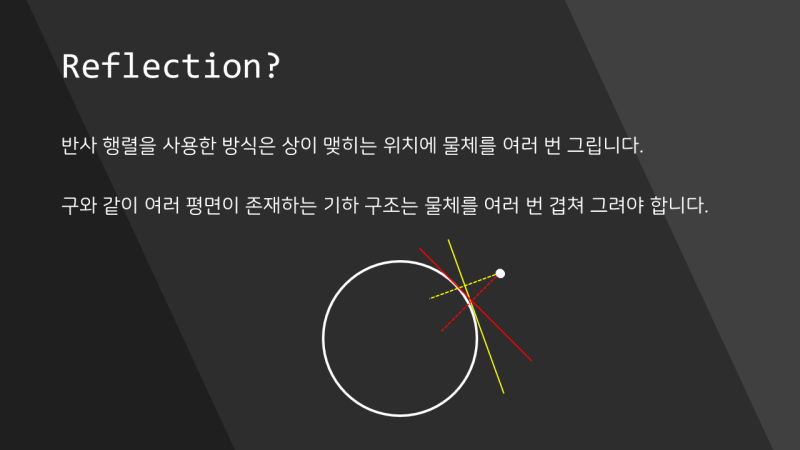 Reflection?
반사 행렬을 사용한 방식은 상이 맺히는 위치에 물체를 여러 번 그립니다.
구와 같이 여러 평면이 존재하는 기하 구조는 물체를 여러 번 겹쳐 그려야 합니다.